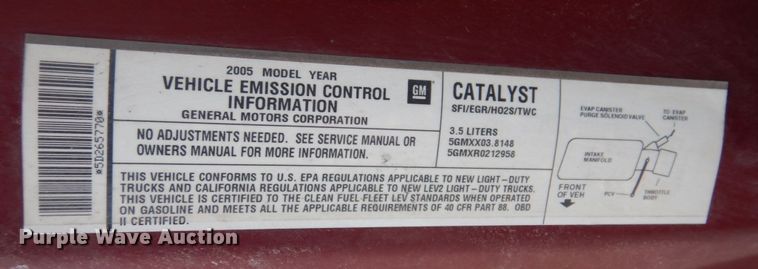 *5D265770*
2005 MODEL YEAR
VEHICLE EMISSION CONTROL
INFORMATION
GENERAL MOTORS CORPORATION
GM
NO ADJUSTMENTS NEEDED. SEE SERVICE MANUAL OR
OWNERS MANUAL FOR MORE INFORMATION.
CATALYST
SFI/EGR/HO2S/TWC
3.5 LITERS
5GMXX03.8148
5GMXR0212958
THIS VEHICLE CONFORMS TO U.S. EPA REGULATIONS APPLICABLE TO NEW LIGHT-DUTY
TRUCKS AND CALIFORNIA REGULATIONS APPLICABLE TO NEW LEV2 LIGHT-DUTY TRUCKS.
THIS VEHICLE IS CERTIFIED TO THE CLEAN FUEL FLEET LEV STANDARDS WHEN OPERATED
ON GASOLINE AND MEETS ALL THE APPLICABLE REQUIREMENTS OF 40 CFR PART 88. OBD
II CERTIFIED.
EVAP CANISTER
PURGE SOLENOID VALVE
TO EVAP
CANISTER
INTAKE
MANIFOLD
FRONT
OF VEH
PCV
THROTTLE
BODY
Purple Wave Auction